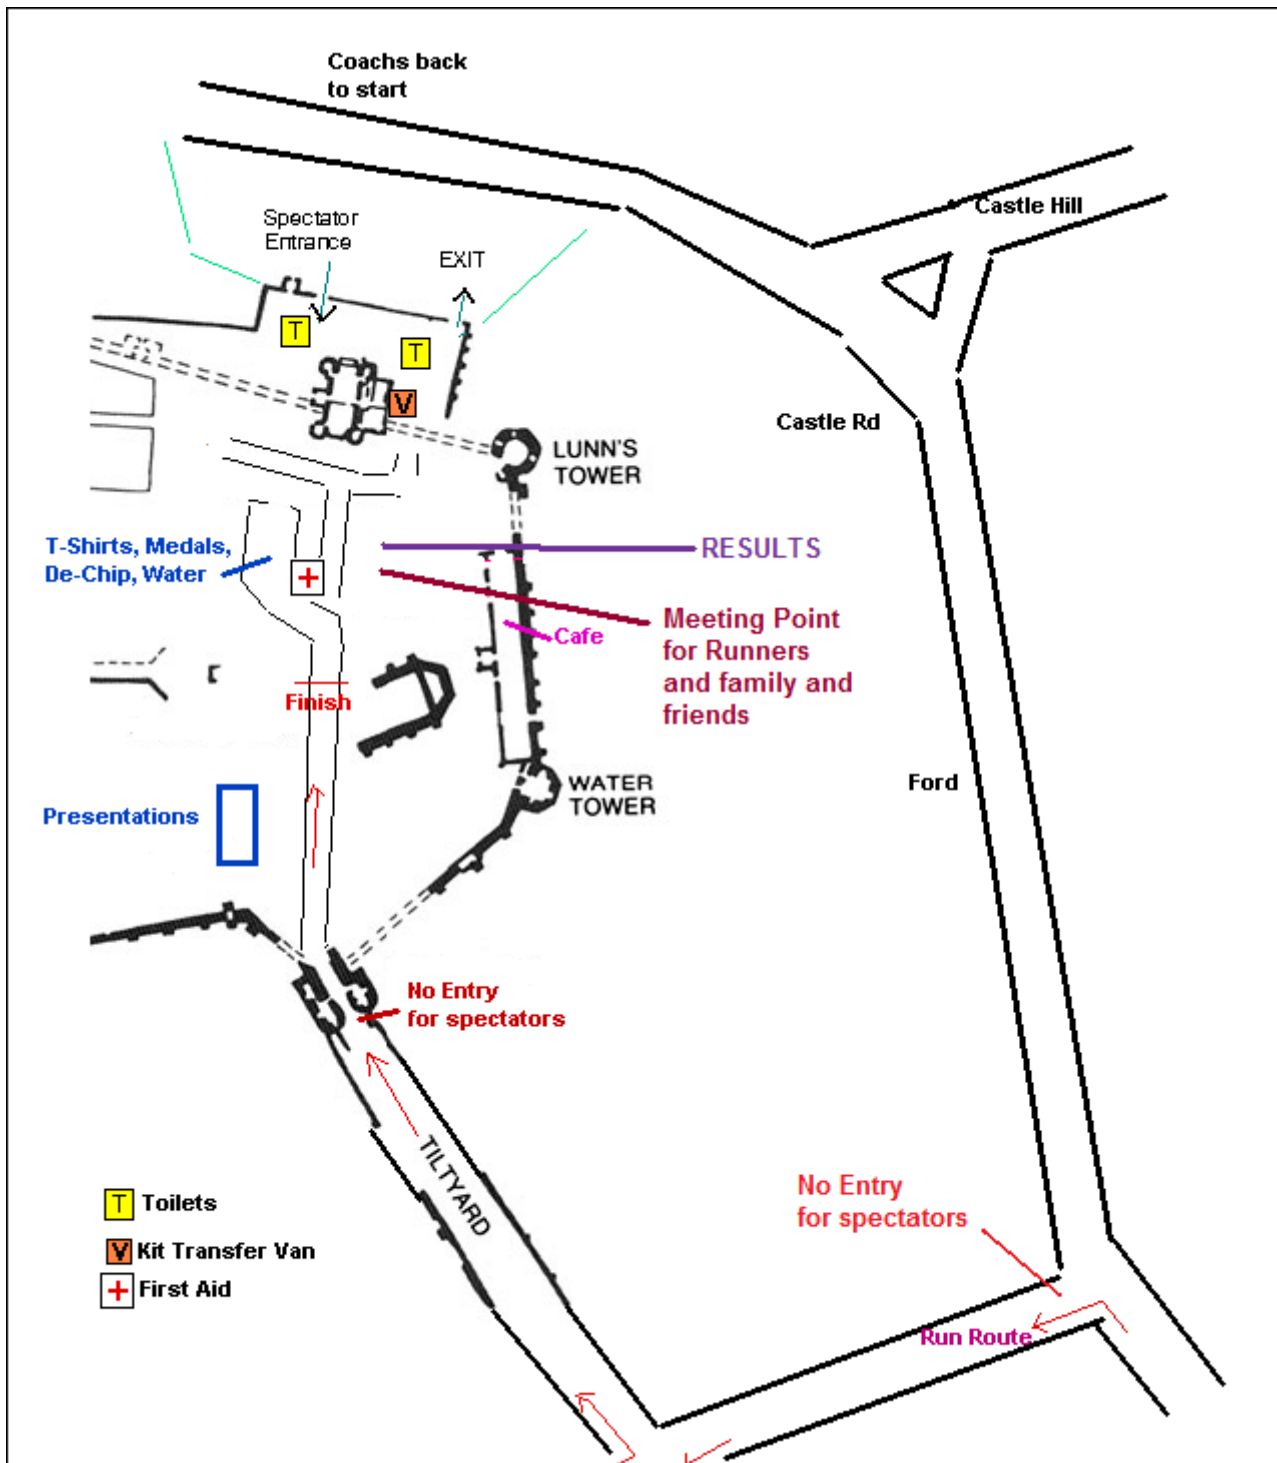 Coachs back
to start
Castle Hill
Spectator
Entrance
EXIT
T
T
V
Castle Rd
LUNN'S
TOWER
T-Shirts, Medals,
De-Chip, Water
RESULTS
Meeting Point
for Runners
and family and
friends
Cafe
Finish
WATER
TOWER
Ford
Presentations
No Entry
for spectators
TILTYARD
No Entry
for spectators
T Toilets
V Kit Transfer Van
First Aid
Run Route